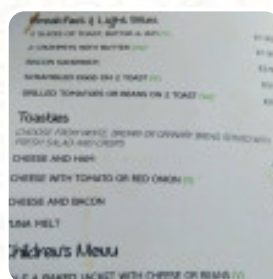 Breakfast & Light Bites
2 SLICES OF TOAST, BUTTER & JAM (V)
2 CRUMPETS WITH BUTTER (V)
BACON SANDWICH
SCRAMBLED EGGS ON 2 TOAST (V)
GRILLED TOMATOES OR BEANS ON 2 TOAST
Toasties
CHOOSE FROM WHITE, BROWN OR GRANARY BREAD SERVED WITH
FRESH SALAD AND CRISPS
CHEESE AND HAM
CHEESE WITH TOMATO OR RED ONION (V)
CHEESE AND BACON
TUNA MELT
Children's Menu
BAKED JACKET WITH CHEESE OR BEANS (V)